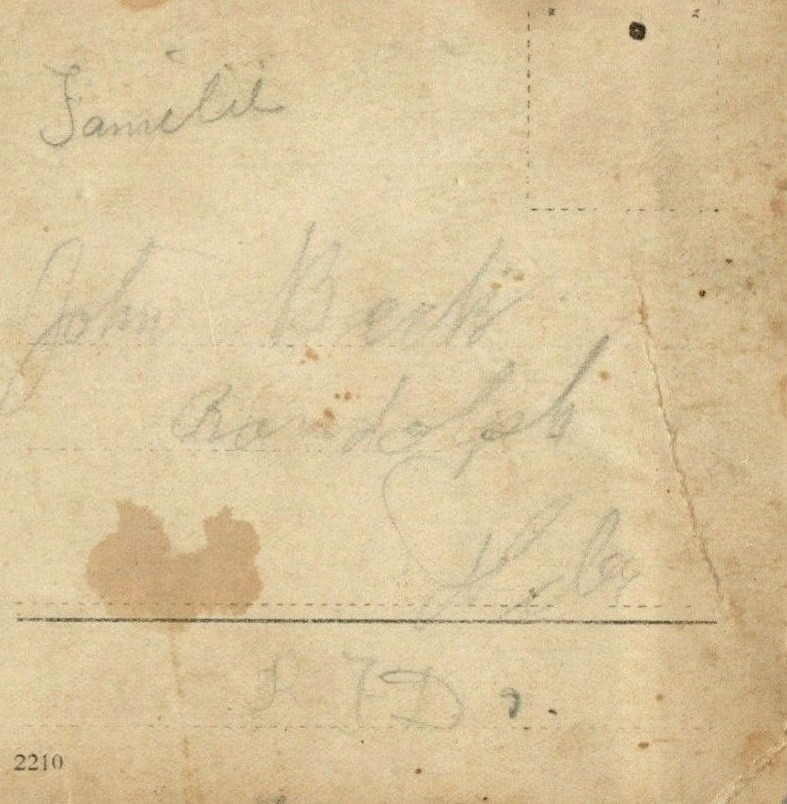 Familie
John Beck
Randolph
Neb
R F D
2210